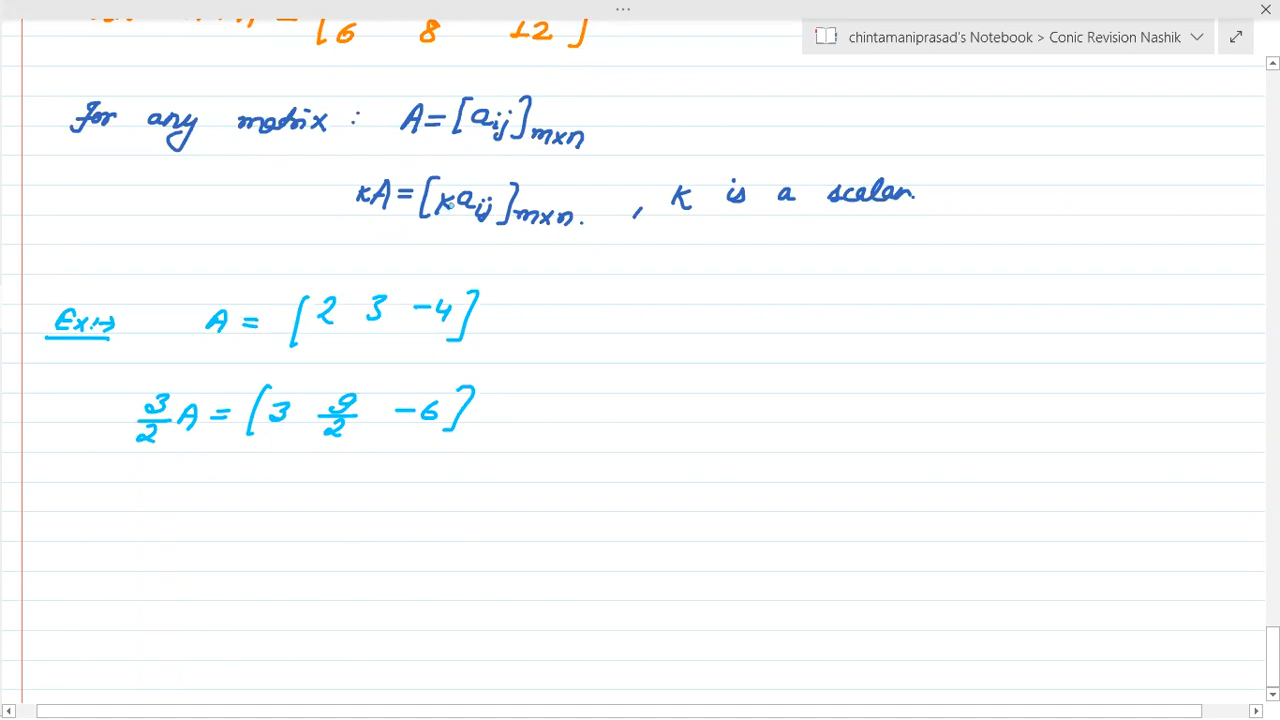 ...
chintamaniprasad's Notebook > Conic Revision Nashik
[6 8 12]
For any matrix : A = [aij]m×n
KA = [Kaij]m×n. , K is a scalar.
Ex:→ A = [2 3 -4]
3/2 A = [3 9/2 -6]